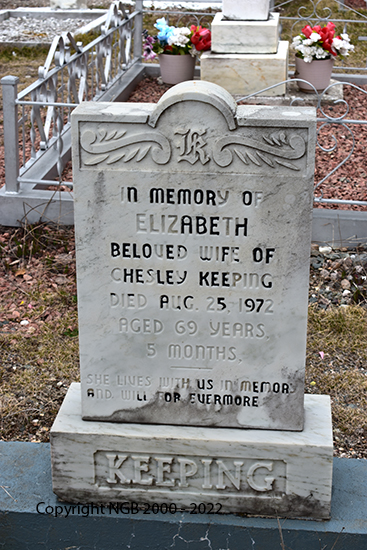 K
IN MEMORY OF
ELIZABETH
BELOVED WIFE OF
CHESLEY KEEPING
DIED AUG. 25, 1972
AGED 69 YEARS,
5 MONTHS.
SHE LIVES WITH US IN MEMORY
AND WILL FOR EVERMORE
KEEPING
Copyright NGB 2000 - 2022